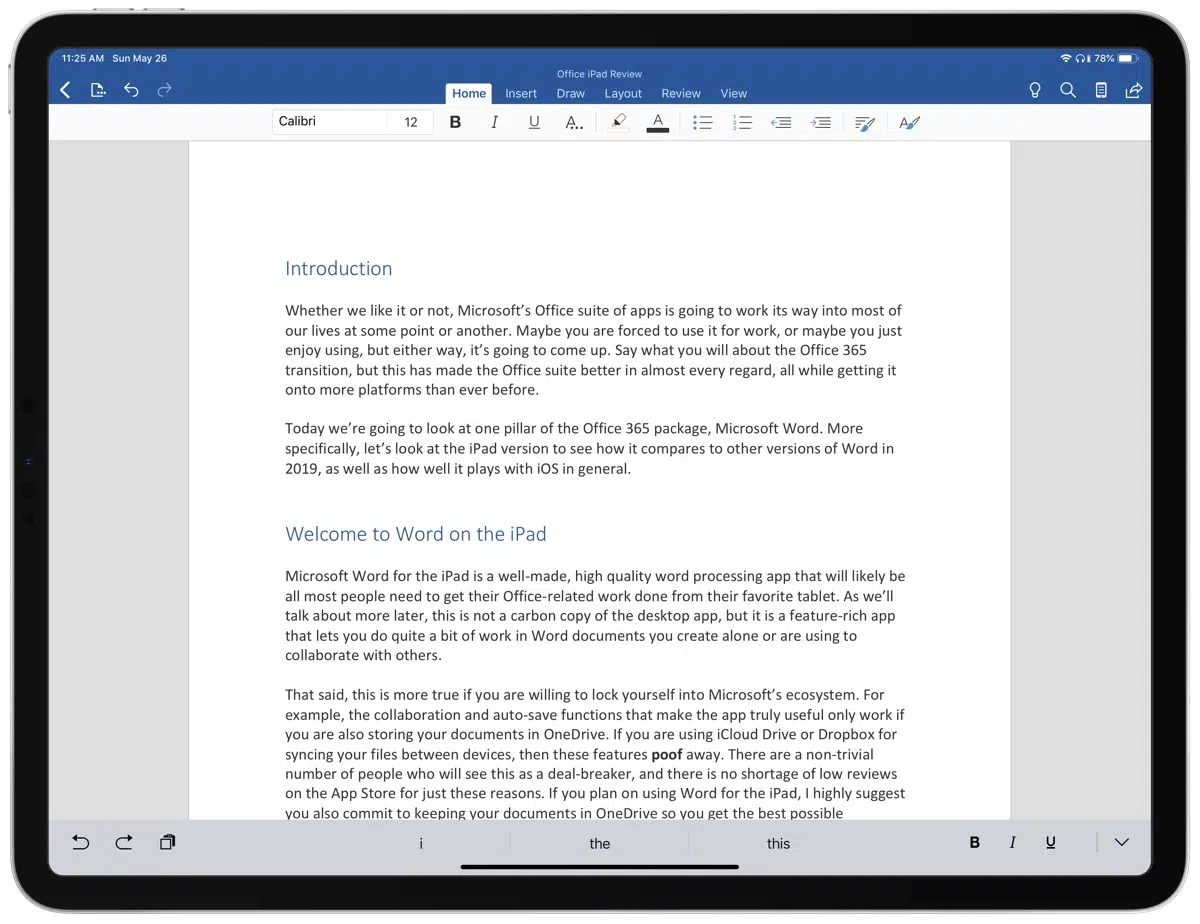 11:25 AM Sun May 26
78%
Office iPad Review
Home Insert Draw Layout Review View
Calibri 12 B I U A... A A
Introduction
Whether we like it or not, Microsoft’s Office suite of apps is going to work its way into most of
our lives at some point or another. Maybe you are forced to use it for work, or maybe you just
enjoy using, but either way, it’s going to come up. Say what you will about the Office 365
transition, but this has made the Office suite better in almost every regard, all while getting it
onto more platforms than ever before.
Today we’re going to look at one pillar of the Office 365 package, Microsoft Word. More
specifically, let’s look at the iPad version to see how it compares to other versions of Word in
2019, as well as how well it plays with iOS in general.
Welcome to Word on the iPad
Microsoft Word for the iPad is a well-made, high quality word processing app that will likely be
all most people need to get their Office-related work done from their favorite tablet. As we’ll
talk about more later, this is not a carbon copy of the desktop app, but it is a feature-rich app
that lets you do quite a bit of work in Word documents you create alone or are using to
collaborate with others.
That said, this is more true if you are willing to lock yourself into Microsoft’s ecosystem. For
example, the collaboration and auto-save functions that make the app truly useful only work if
you are also storing your documents in OneDrive. If you are using iCloud Drive or Dropbox for
syncing your files between devices, then these features poof away. There are a non-trivial
number of people who will see this as a deal-breaker, and there is no shortage of low reviews
on the App Store for just these reasons. If you plan on using Word for the iPad, I highly suggest
you also commit to keeping your documents in OneDrive so you get the best possible
i the this B I U